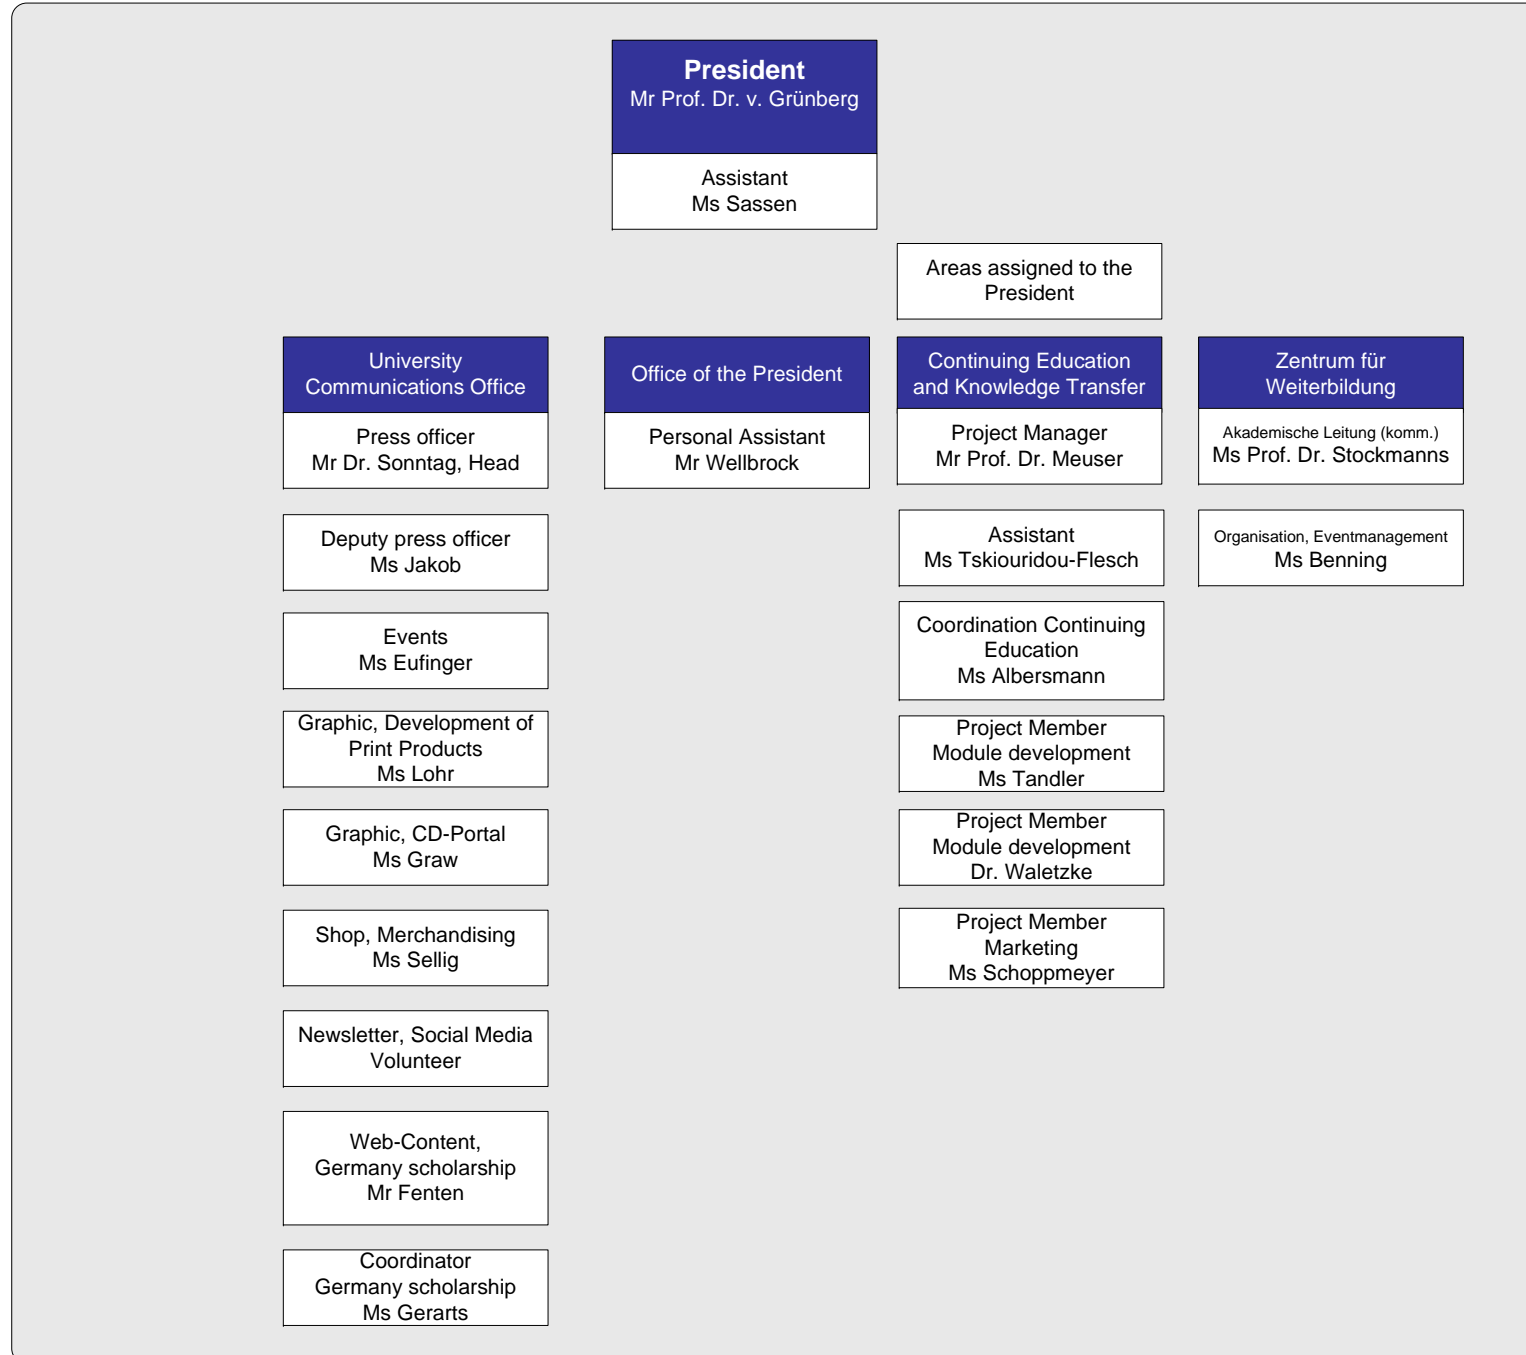 President
Mr Prof. Dr. v. Grünberg
Assistant
Ms Sassen
Areas assigned to the
President
University
Communications Office
Press officer
Mr Dr. Sonntag, Head
Deputy press officer
Ms Jakob
Events
Ms Eufinger
Graphic, Development of
Print Products
Ms Lohr
Graphic, CD-Portal
Ms Graw
Shop, Merchandising
Ms Sellig
Newsletter, Social Media
Volunteer
Web-Content,
Germany scholarship
Mr Fenten
Coordinator
Germany scholarship
Ms Gerarts
Office of the President
Personal Assistant
Mr Wellbrock
Continuing Education
and Knowledge Transfer
Project Manager
Mr Prof. Dr. Meuser
Assistant
Ms Tskiouridou-Flesch
Coordination Continuing
Education
Ms Albersmann
Project Member
Module development
Ms Tandler
Project Member
Module development
Dr. Waletzke
Project Member
Marketing
Ms Schoppmeyer
Zentrum für
Weiterbildung
Akademische Leitung (komm.)
Ms Prof. Dr. Stockmanns
Organisation, Eventmanagement
Ms Benning